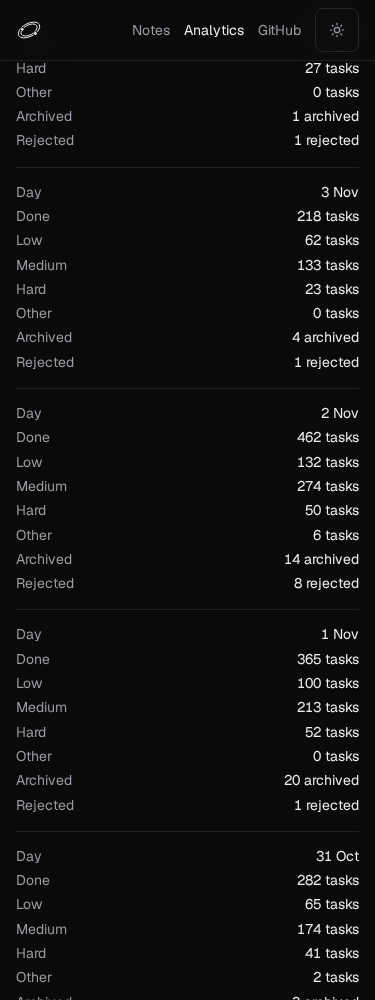 Notes Analytics GitHub
Hard 27 tasks
Other 0 tasks
Archived 1 archived
Rejected 1 rejected
Day 3 Nov
Done 218 tasks
Low 62 tasks
Medium 133 tasks
Hard 23 tasks
Other 0 tasks
Archived 4 archived
Rejected 1 rejected
Day 2 Nov
Done 462 tasks
Low 132 tasks
Medium 274 tasks
Hard 50 tasks
Other 6 tasks
Archived 14 archived
Rejected 8 rejected
Day 1 Nov
Done 365 tasks
Low 100 tasks
Medium 213 tasks
Hard 52 tasks
Other 0 tasks
Archived 20 archived
Rejected 1 rejected
Day 31 Oct
Done 282 tasks
Low 65 tasks
Medium 174 tasks
Hard 41 tasks
Other 2 tasks
Archived archived